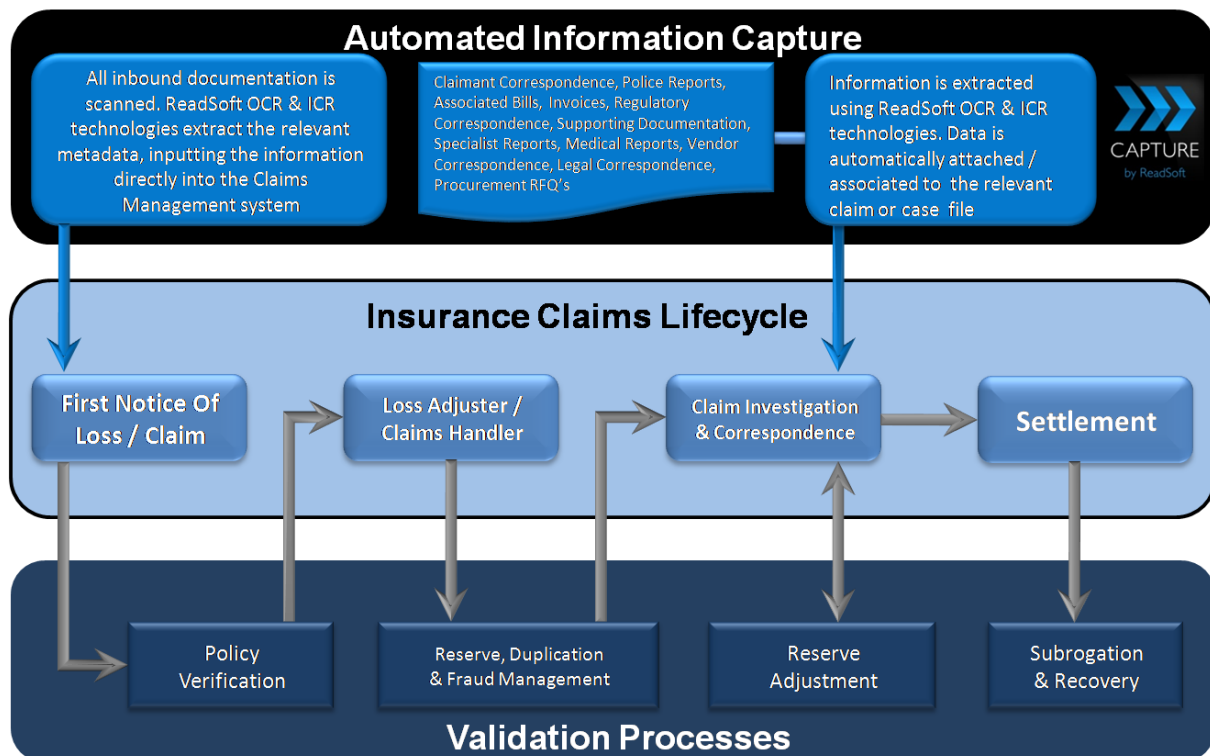 Automated Information Capture
All inbound documentation is
scanned. ReadSoft OCR & ICR
technologies extract the relevant
metadata, inputting the information
directly into the Claims
Management system
Claimant Correspondence, Police Reports,
Associated Bills, Invoices, Regulatory
Correspondence, Supporting Documentation,
Specialist Reports, Medical Reports, Vendor
Correspondence, Legal Correspondence,
Procurement RFQ's
Information is extracted
using ReadSoft OCR & ICR
technologies. Data is
automatically attached /
associated to the relevant
claim or case file
CAPTURE
by ReadSoft
Insurance Claims Lifecycle
First Notice Of
Loss / Claim
Loss Adjuster /
Claims Handler
Claim Investigation
& Correspondence
Settlement
Policy
Verification
Reserve, Duplication
& Fraud Management
Reserve
Adjustment
Subrogation
& Recovery
Validation Processes